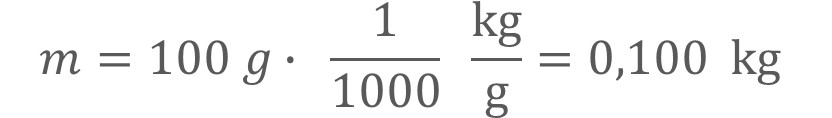 m = 100 g · 1/1000 kg/g = 0,100 kg